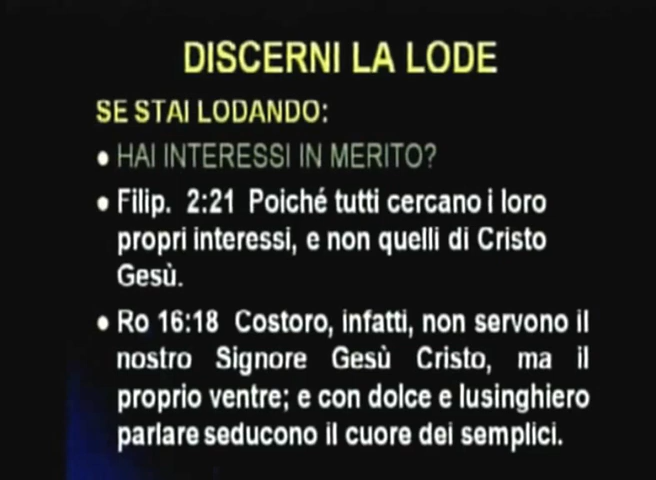 DISCERNI LA LODE
SE STAI LODANDO:
● HAI INTERESSI IN MERITO?
● Filip. 2:21 Poiché tutti cercano i loro
propri interessi, e non quelli di Cristo
Gesù.
● Ro 16:18 Costoro, infatti, non servono il
nostro Signore Gesù Cristo, ma il
proprio ventre; e con dolce e lusinghiero
parlare seducono il cuore dei semplici.